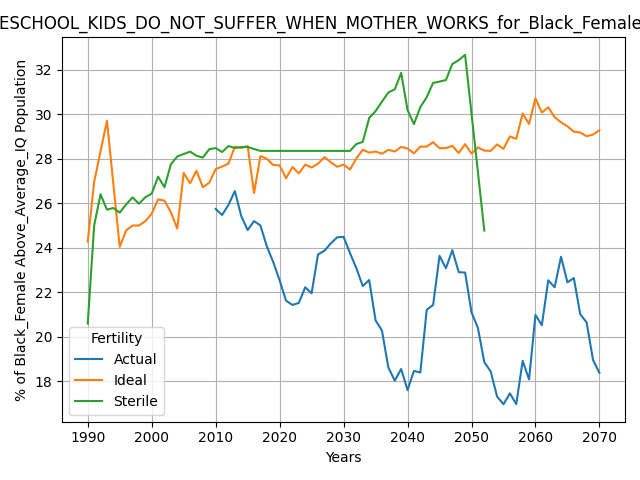 ESCHOOL_KIDS_DO_NOT_SUFFER_WHEN_MOTHER_WORKS_for_Black_Female
% of Black_Female Above_Average_IQ Population
32
30
28
26
24
22
20
18
Fertility
Actual
Ideal
Sterile
1990 2000 2010 2020 2030 2040 2050 2060 2070
Years